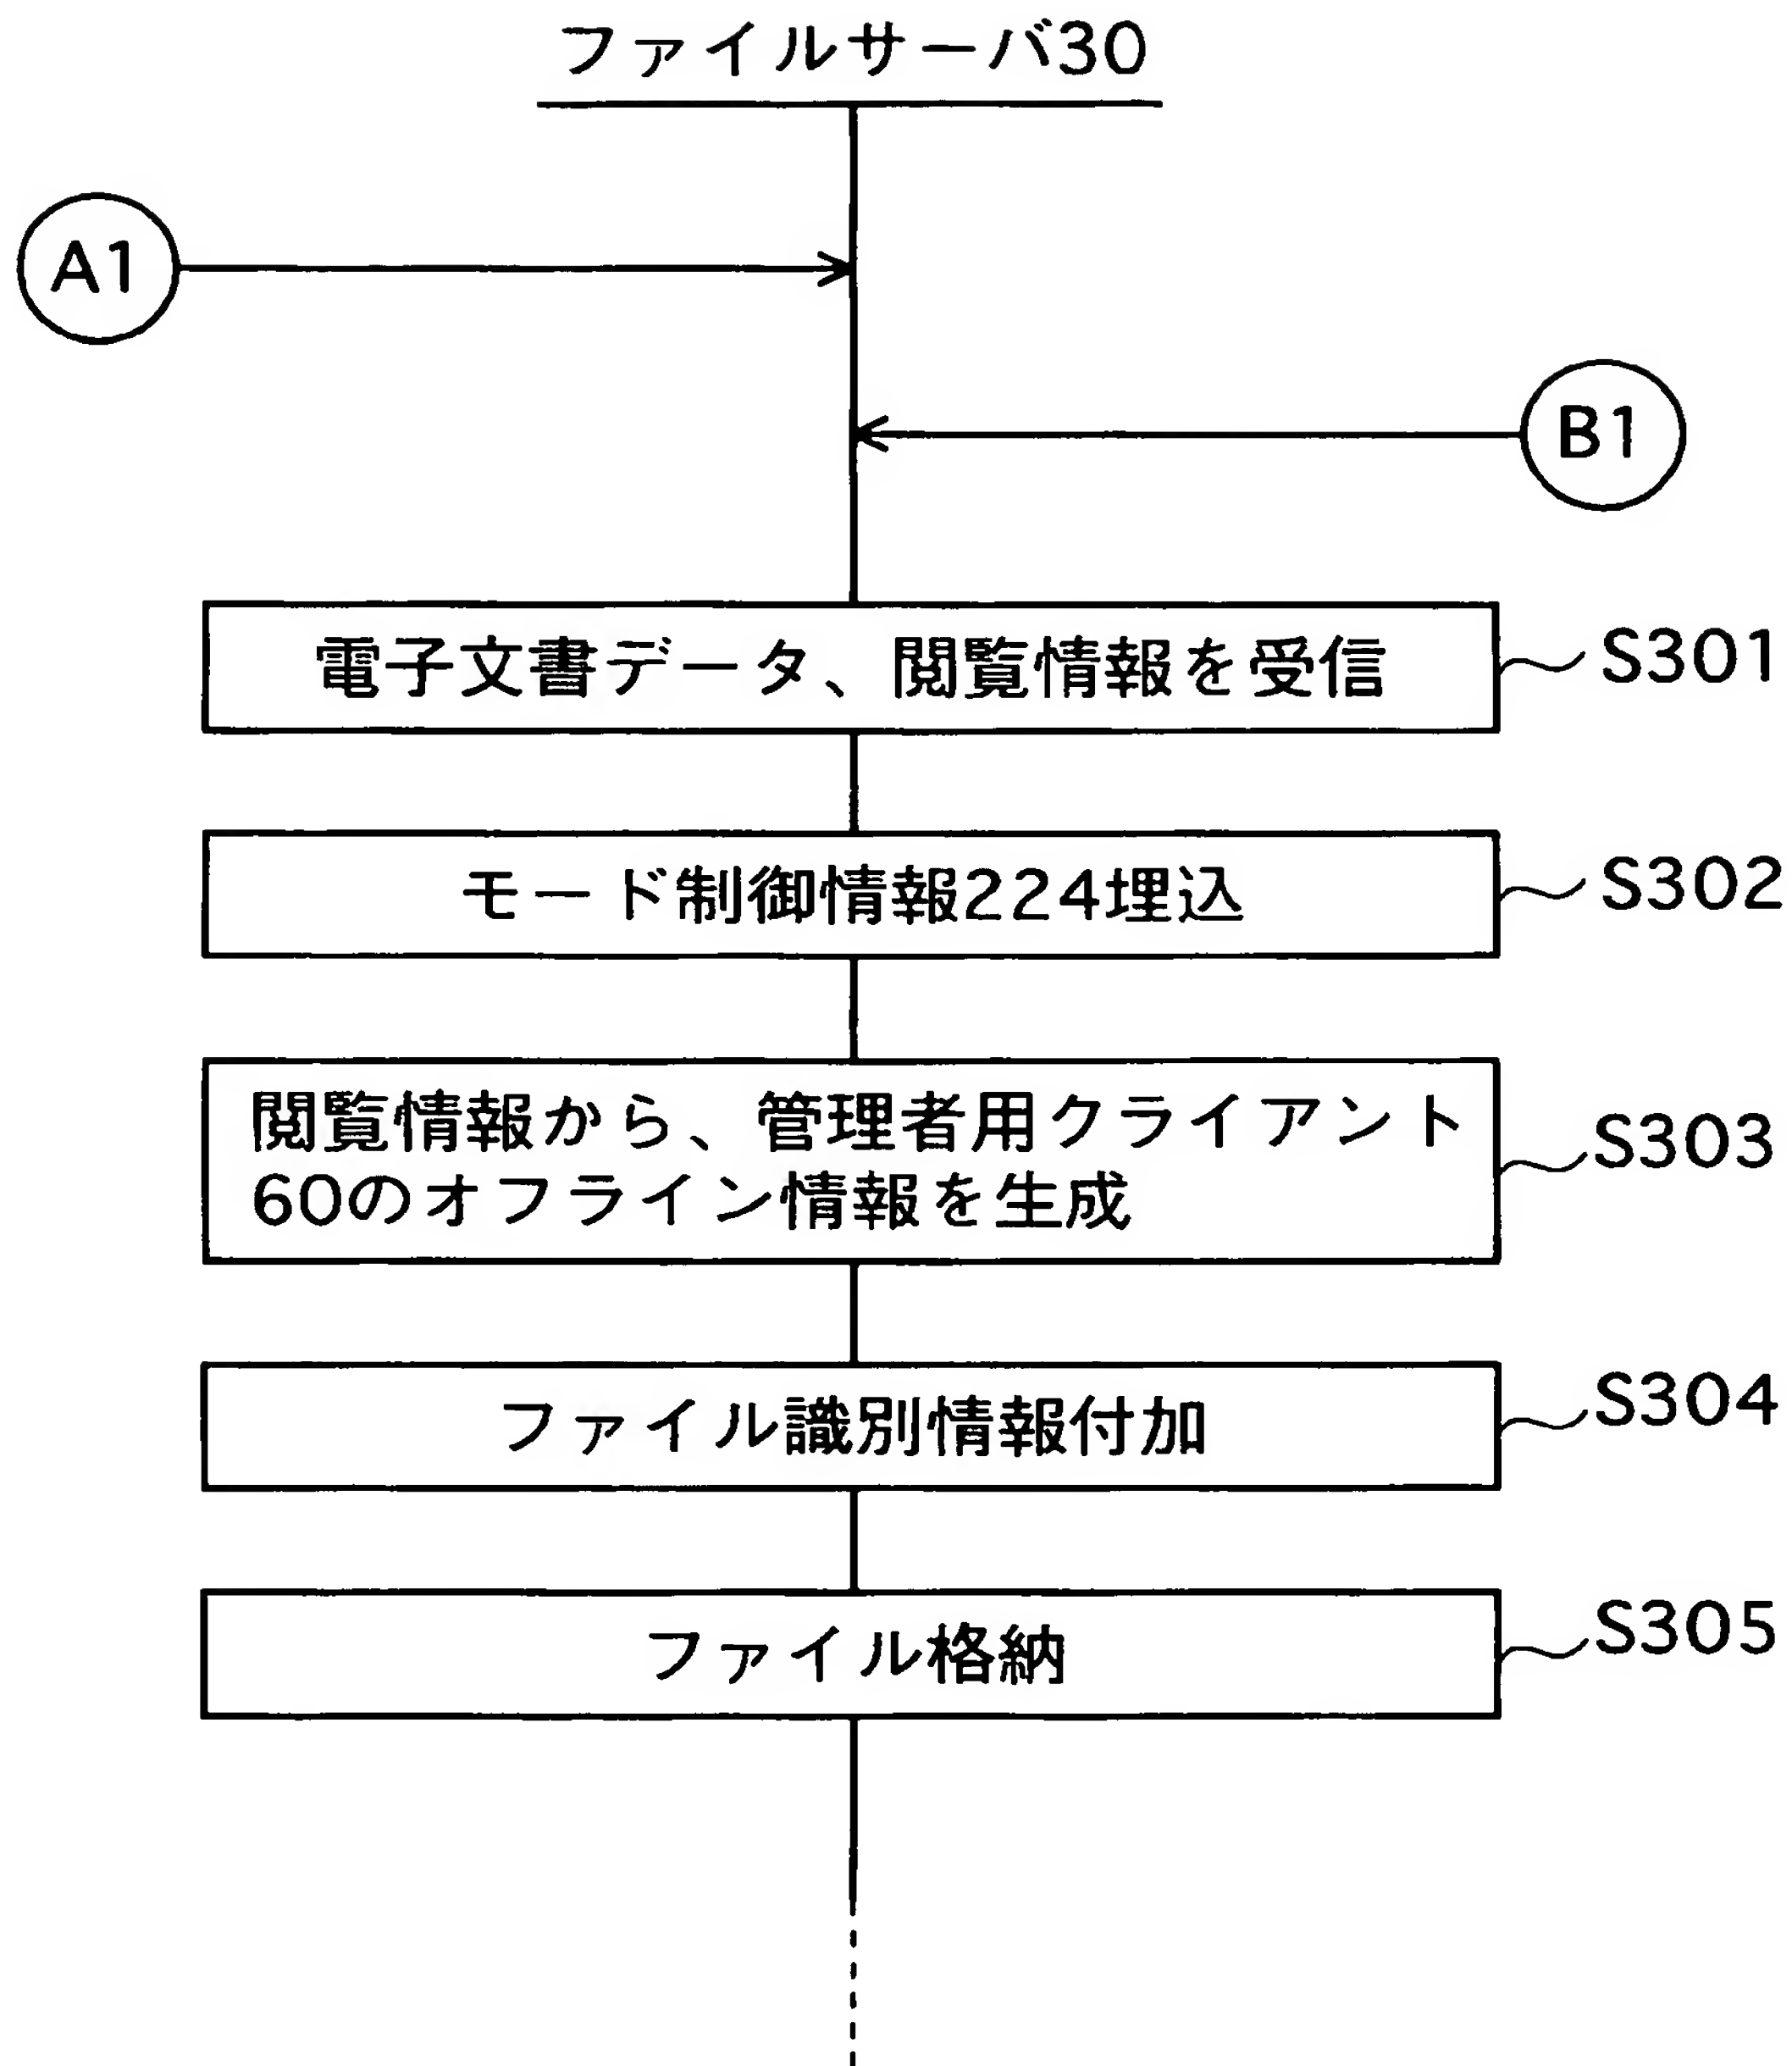 ファイルサーバ30
A1
B1
電子文書データ、閲覧情報を受信
S301
モード制御情報224埋込
S302
閲覧情報から、管理者用クライアント
60のオフライン情報を生成
S303
ファイル識別情報付加
S304
ファイル格納
S305